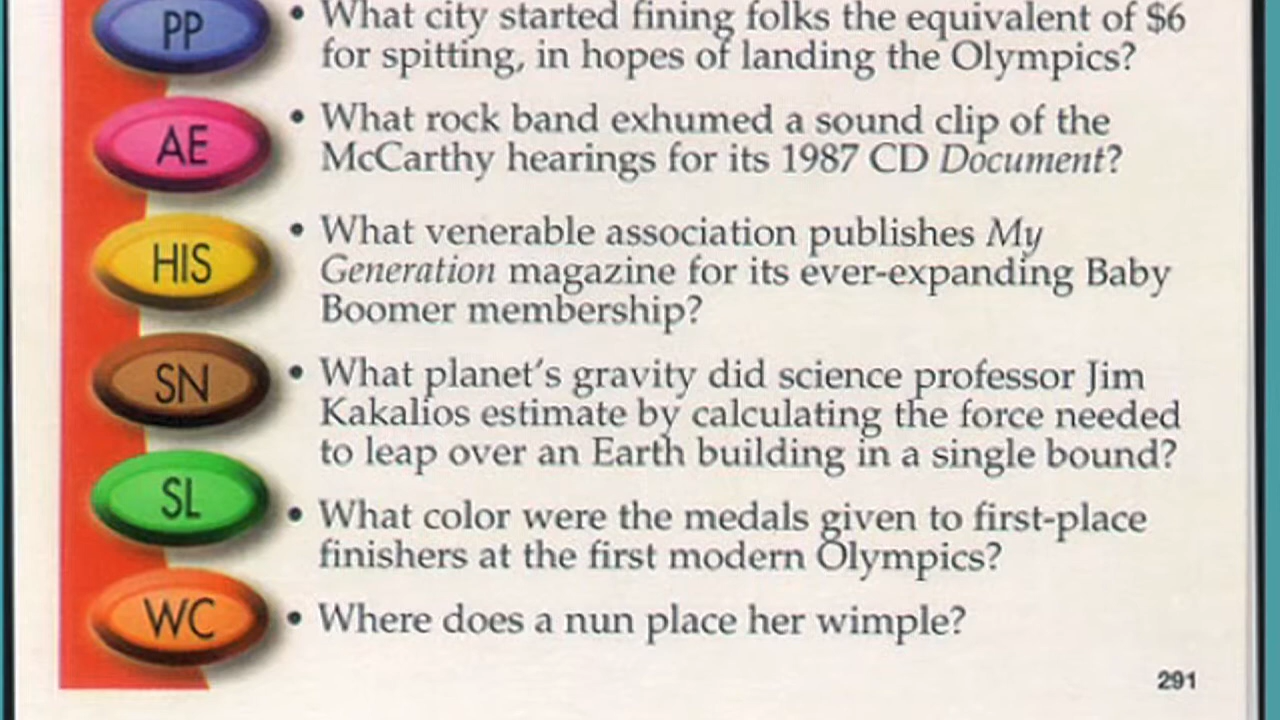 PP
• What city started fining folks the equivalent of $6
for spitting, in hopes of landing the Olympics?
AE
• What rock band exhumed a sound clip of the
McCarthy hearings for its 1987 CD Document?
HIS
• What venerable association publishes My
Generation magazine for its ever-expanding Baby
Boomer membership?
SN
• What planet's gravity did science professor Jim
Kakalios estimate by calculating the force needed
to leap over an Earth building in a single bound?
SL
• What color were the medals given to first-place
finishers at the first modern Olympics?
WC
• Where does a nun place her wimple?
291